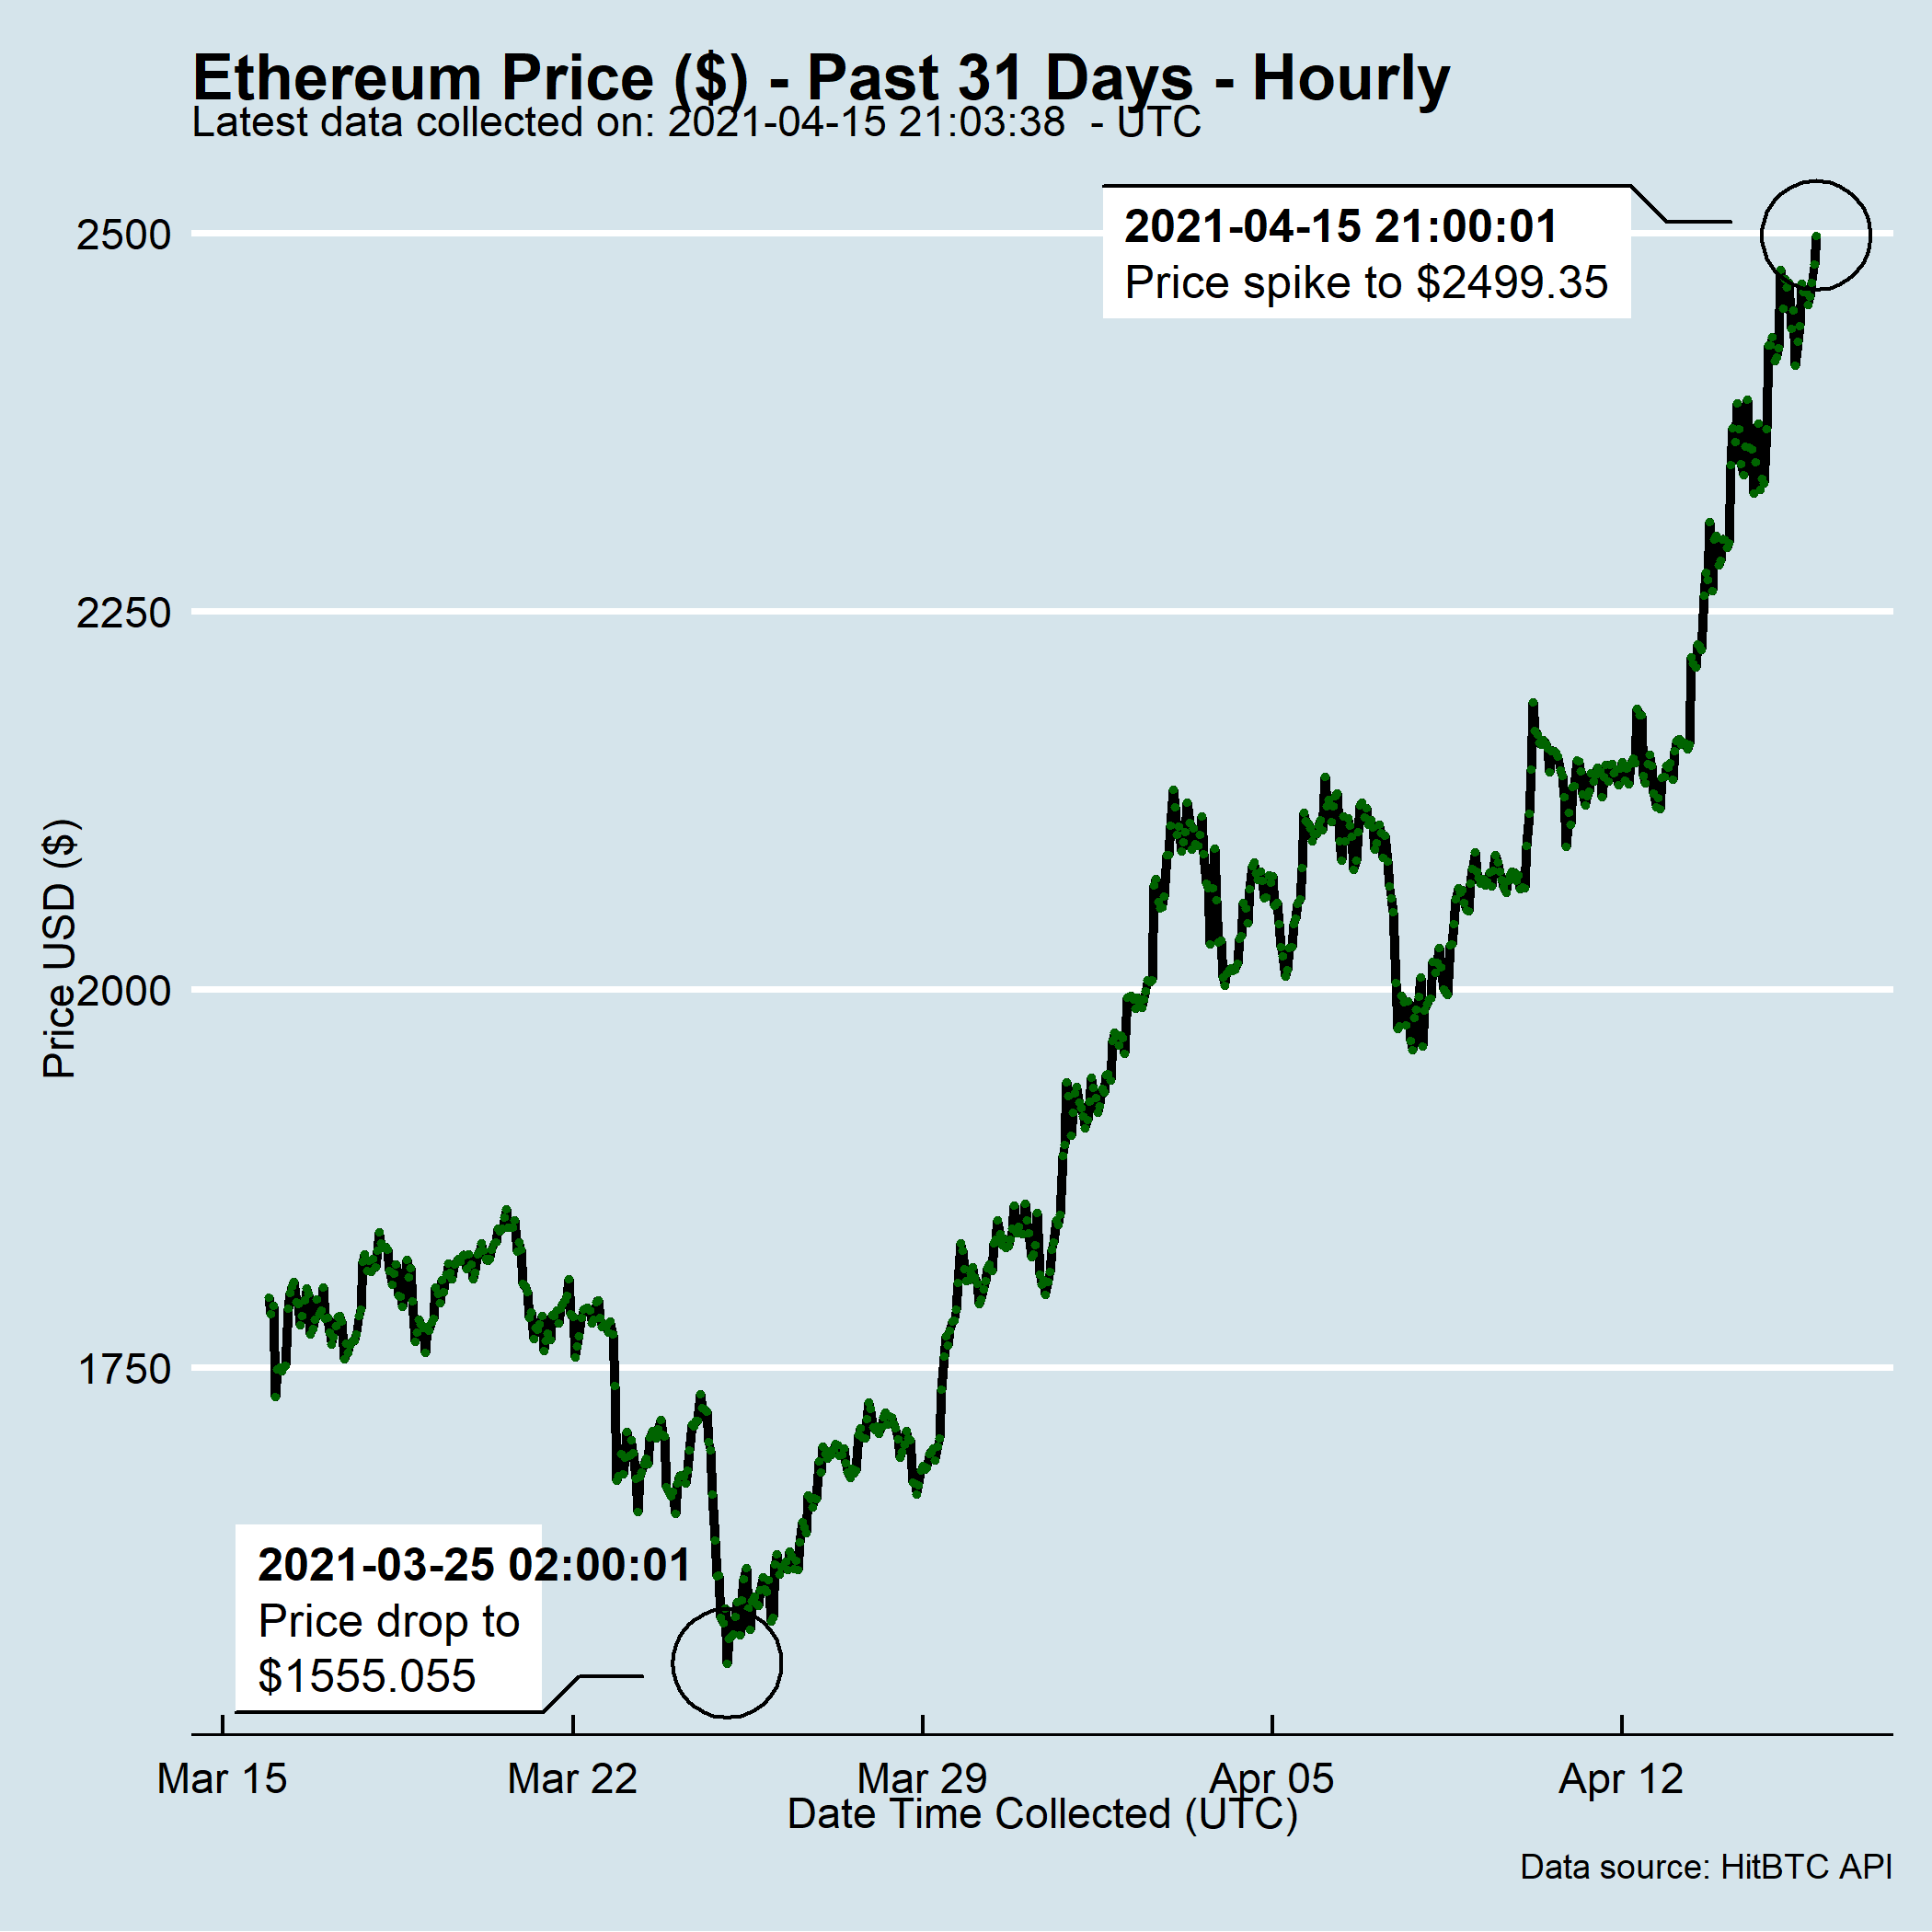 Ethereum Price ($) - Past 31 Days - Hourly
Latest data collected on: 2021-04-15 21:03:38  - UTC
2021-04-15 21:00:01
Price spike to $2499.35
2500
2250
2000
1750
Price USD ($)
2021-03-25 02:00:01
Price drop to
$1555.055
Mar 15
Mar 22
Mar 29
Apr 05
Apr 12
Date Time Collected (UTC)
Data source: HitBTC API